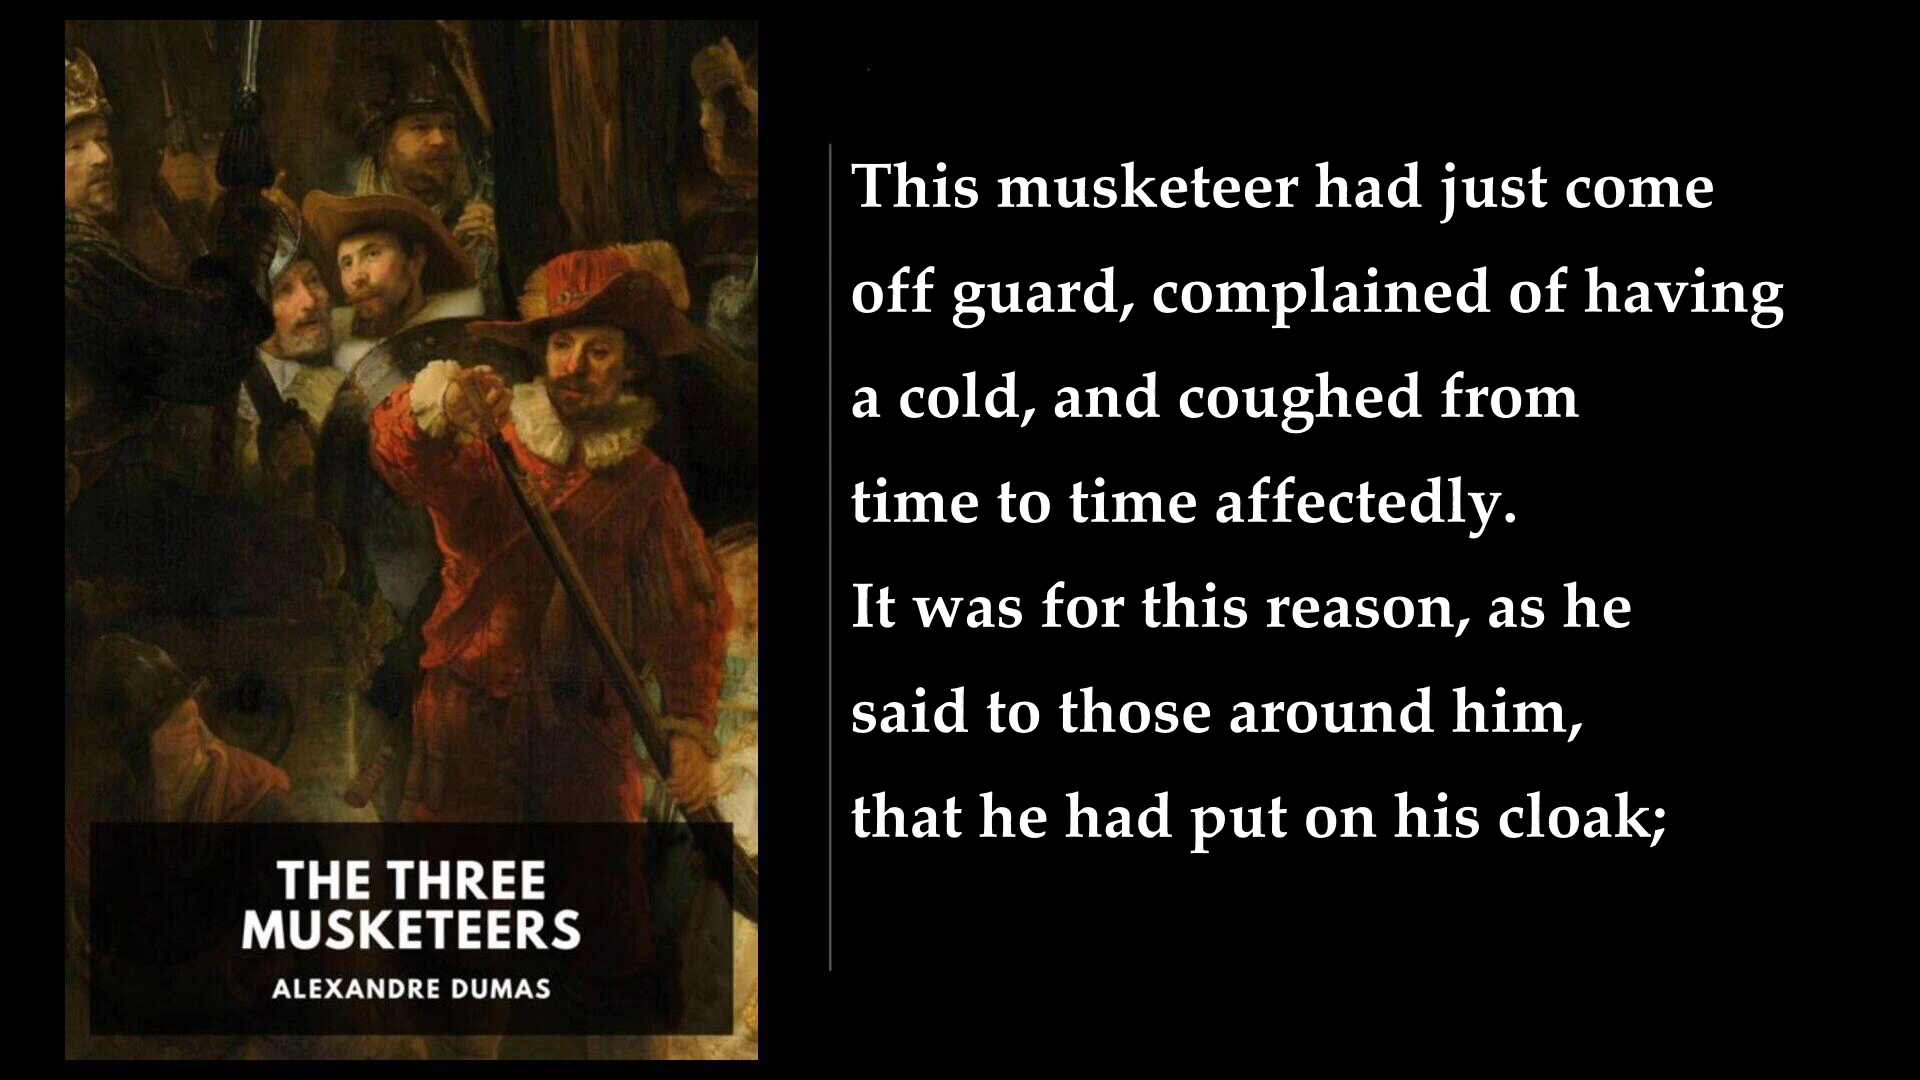 THE THREE
MUSKETEERS
ALEXANDRE DUMAS
This musketeer had just come
off guard, complained of having
a cold, and coughed from
time to time affectedly.
It was for this reason, as he
said to those around him,
that he had put on his cloak;